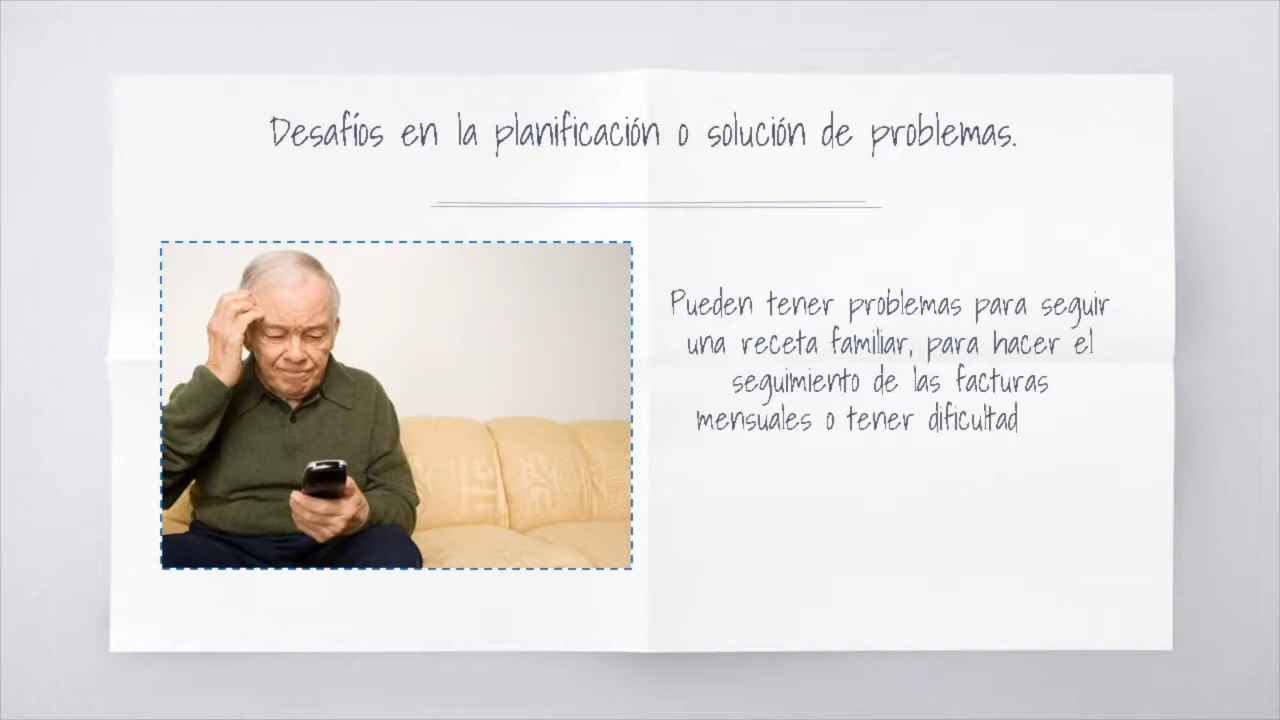 Desafíos en la planificación o solución de problemas.
Pueden tener problemas para seguir
una receta familiar, para hacer el
seguimiento de las facturas
mensuales o tener dificultad